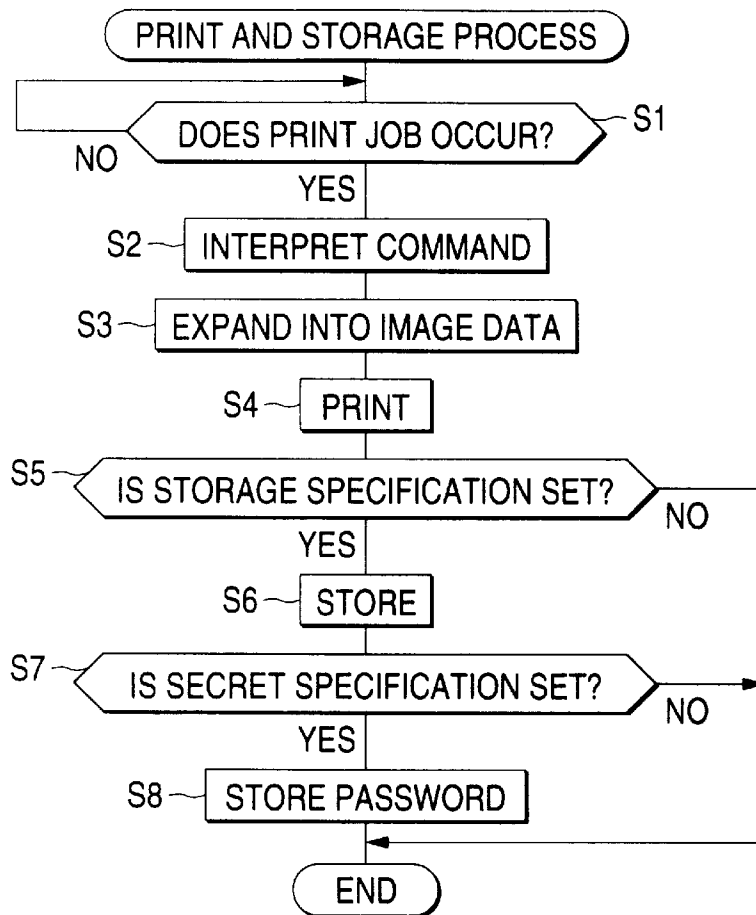 PRINT AND STORAGE PROCESS
DOES PRINT JOB OCCUR?
S1
NO
YES
S2
INTERPRET COMMAND
S3
EXPAND INTO IMAGE DATA
S4
PRINT
S5
IS STORAGE SPECIFICATION SET?
NO
YES
S6
STORE
S7
IS SECRET SPECIFICATION SET?
NO
YES
S8
STORE PASSWORD
END